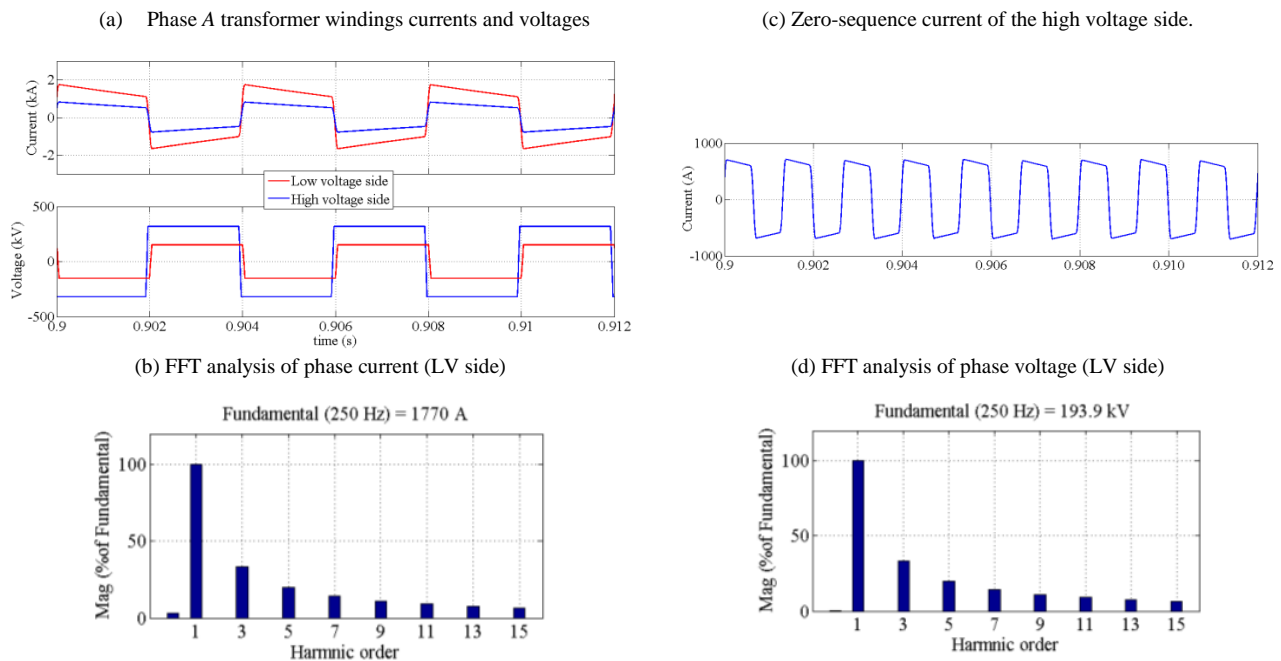 (a) Phase A transformer windings currents and voltages
2
0
-2
Current (kA)
Low voltage side
High voltage side
500
0
-500
Voltage (kV)
0.9 0.902 0.904 0.906 0.908 0.91 0.912
time (s)
(c) Zero-sequence current of the high voltage side.
1000
0
-1000
Current (A)
0.9 0.902 0.904 0.906 0.908 0.910 0.912
(b) FFT analysis of phase current (LV side)
Fundamental (250 Hz) = 1770 A
100
50
0
Mag (%of Fundamental)
1 3 5 7 9 11 13 15
Harmnic order
(d) FFT analysis of phase voltage (LV side)
Fundamental (250 Hz) = 193.9 kV
100
50
0
Mag (%of Fundamental)
1 3 5 7 9 11 13 15
Harmnic order